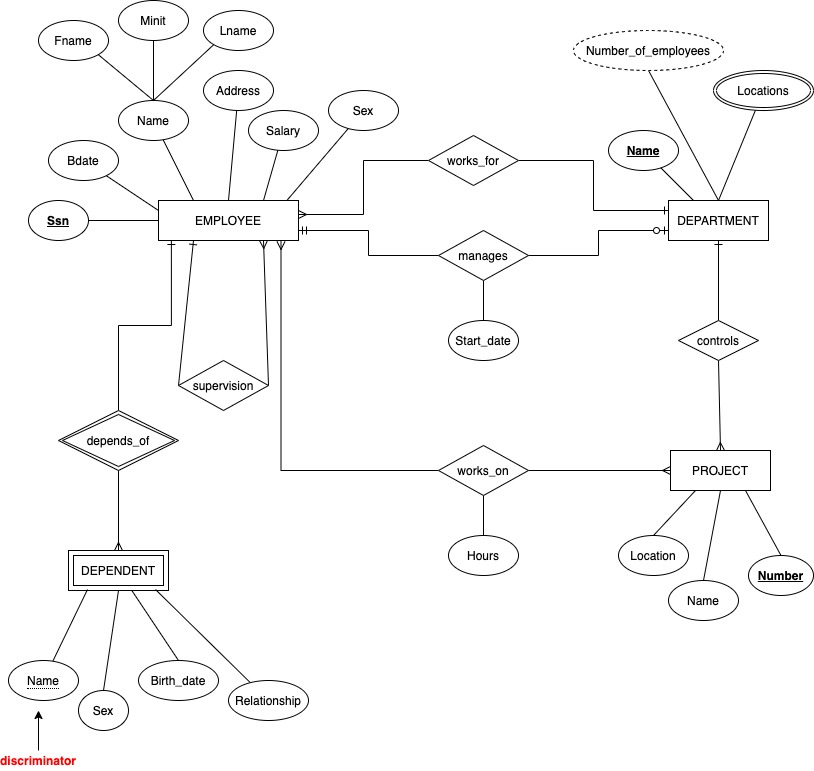 Minit
Fname
Lname
Number_of_employees
Address
Locations
Name
Salary
Sex
Bdate
works_for
Name
Ssn
EMPLOYEE
DEPARTMENT
manages
Start_date
controls
supervision
depends_of
works_on
PROJECT
Hours
Location
DEPENDENT
Number
Name
Name
Birth_date
Sex
Relationship
discriminator